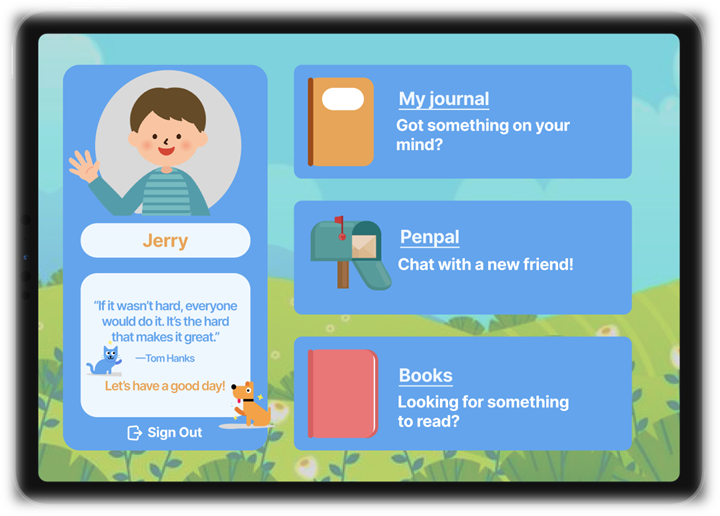 Jerry
“If it wasn’t hard, everyone
would do it. It’s the hard
that makes it great.”
—Tom Hanks
Let’s have a good day!
Sign Out
My journal
Got something on your
mind?
Penpal
Chat with a new friend!
Books
Looking for something
to read?